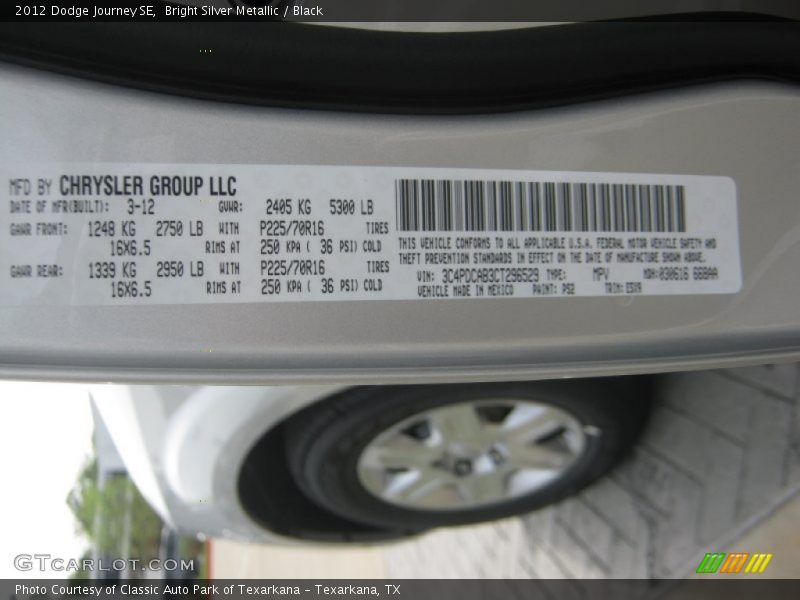 2012 Dodge Journey SE, Bright Silver Metallic / Black
MFD BY CHRYSLER GROUP LLC
DATE OF MFR(BUILT): 3-12 GVWR: 2405 KG 5300 LB
GAWR FRONT: 1248 KG 2750 LB WITH P225/70R16 TIRES
16X6.5 RIMS AT 250 KPA ( 36 PSI) COLD
GAWR REAR: 1339 KG 2950 LB WITH P225/70R16 TIRES
16X6.5 RIMS AT 250 KPA ( 36 PSI) COLD
THIS VEHICLE CONFORMS TO ALL APPLICABLE U.S.A. FEDERAL MOTOR VEHICLE SAFETY AND
THEFT PREVENTION STANDARDS IN EFFECT ON THE DATE OF MANUFACTURE SHOWN ABOVE.
VIN: 3C4PDCAB3CT296529 TYPE: MPV MDH:030616 668AA
VEHICLE MADE IN MEXICO PAINT: PS2 TRIM: E5X9
GTCARLOT.COM
Photo Courtesy of Classic Auto Park of Texarkana - Texarkana, TX